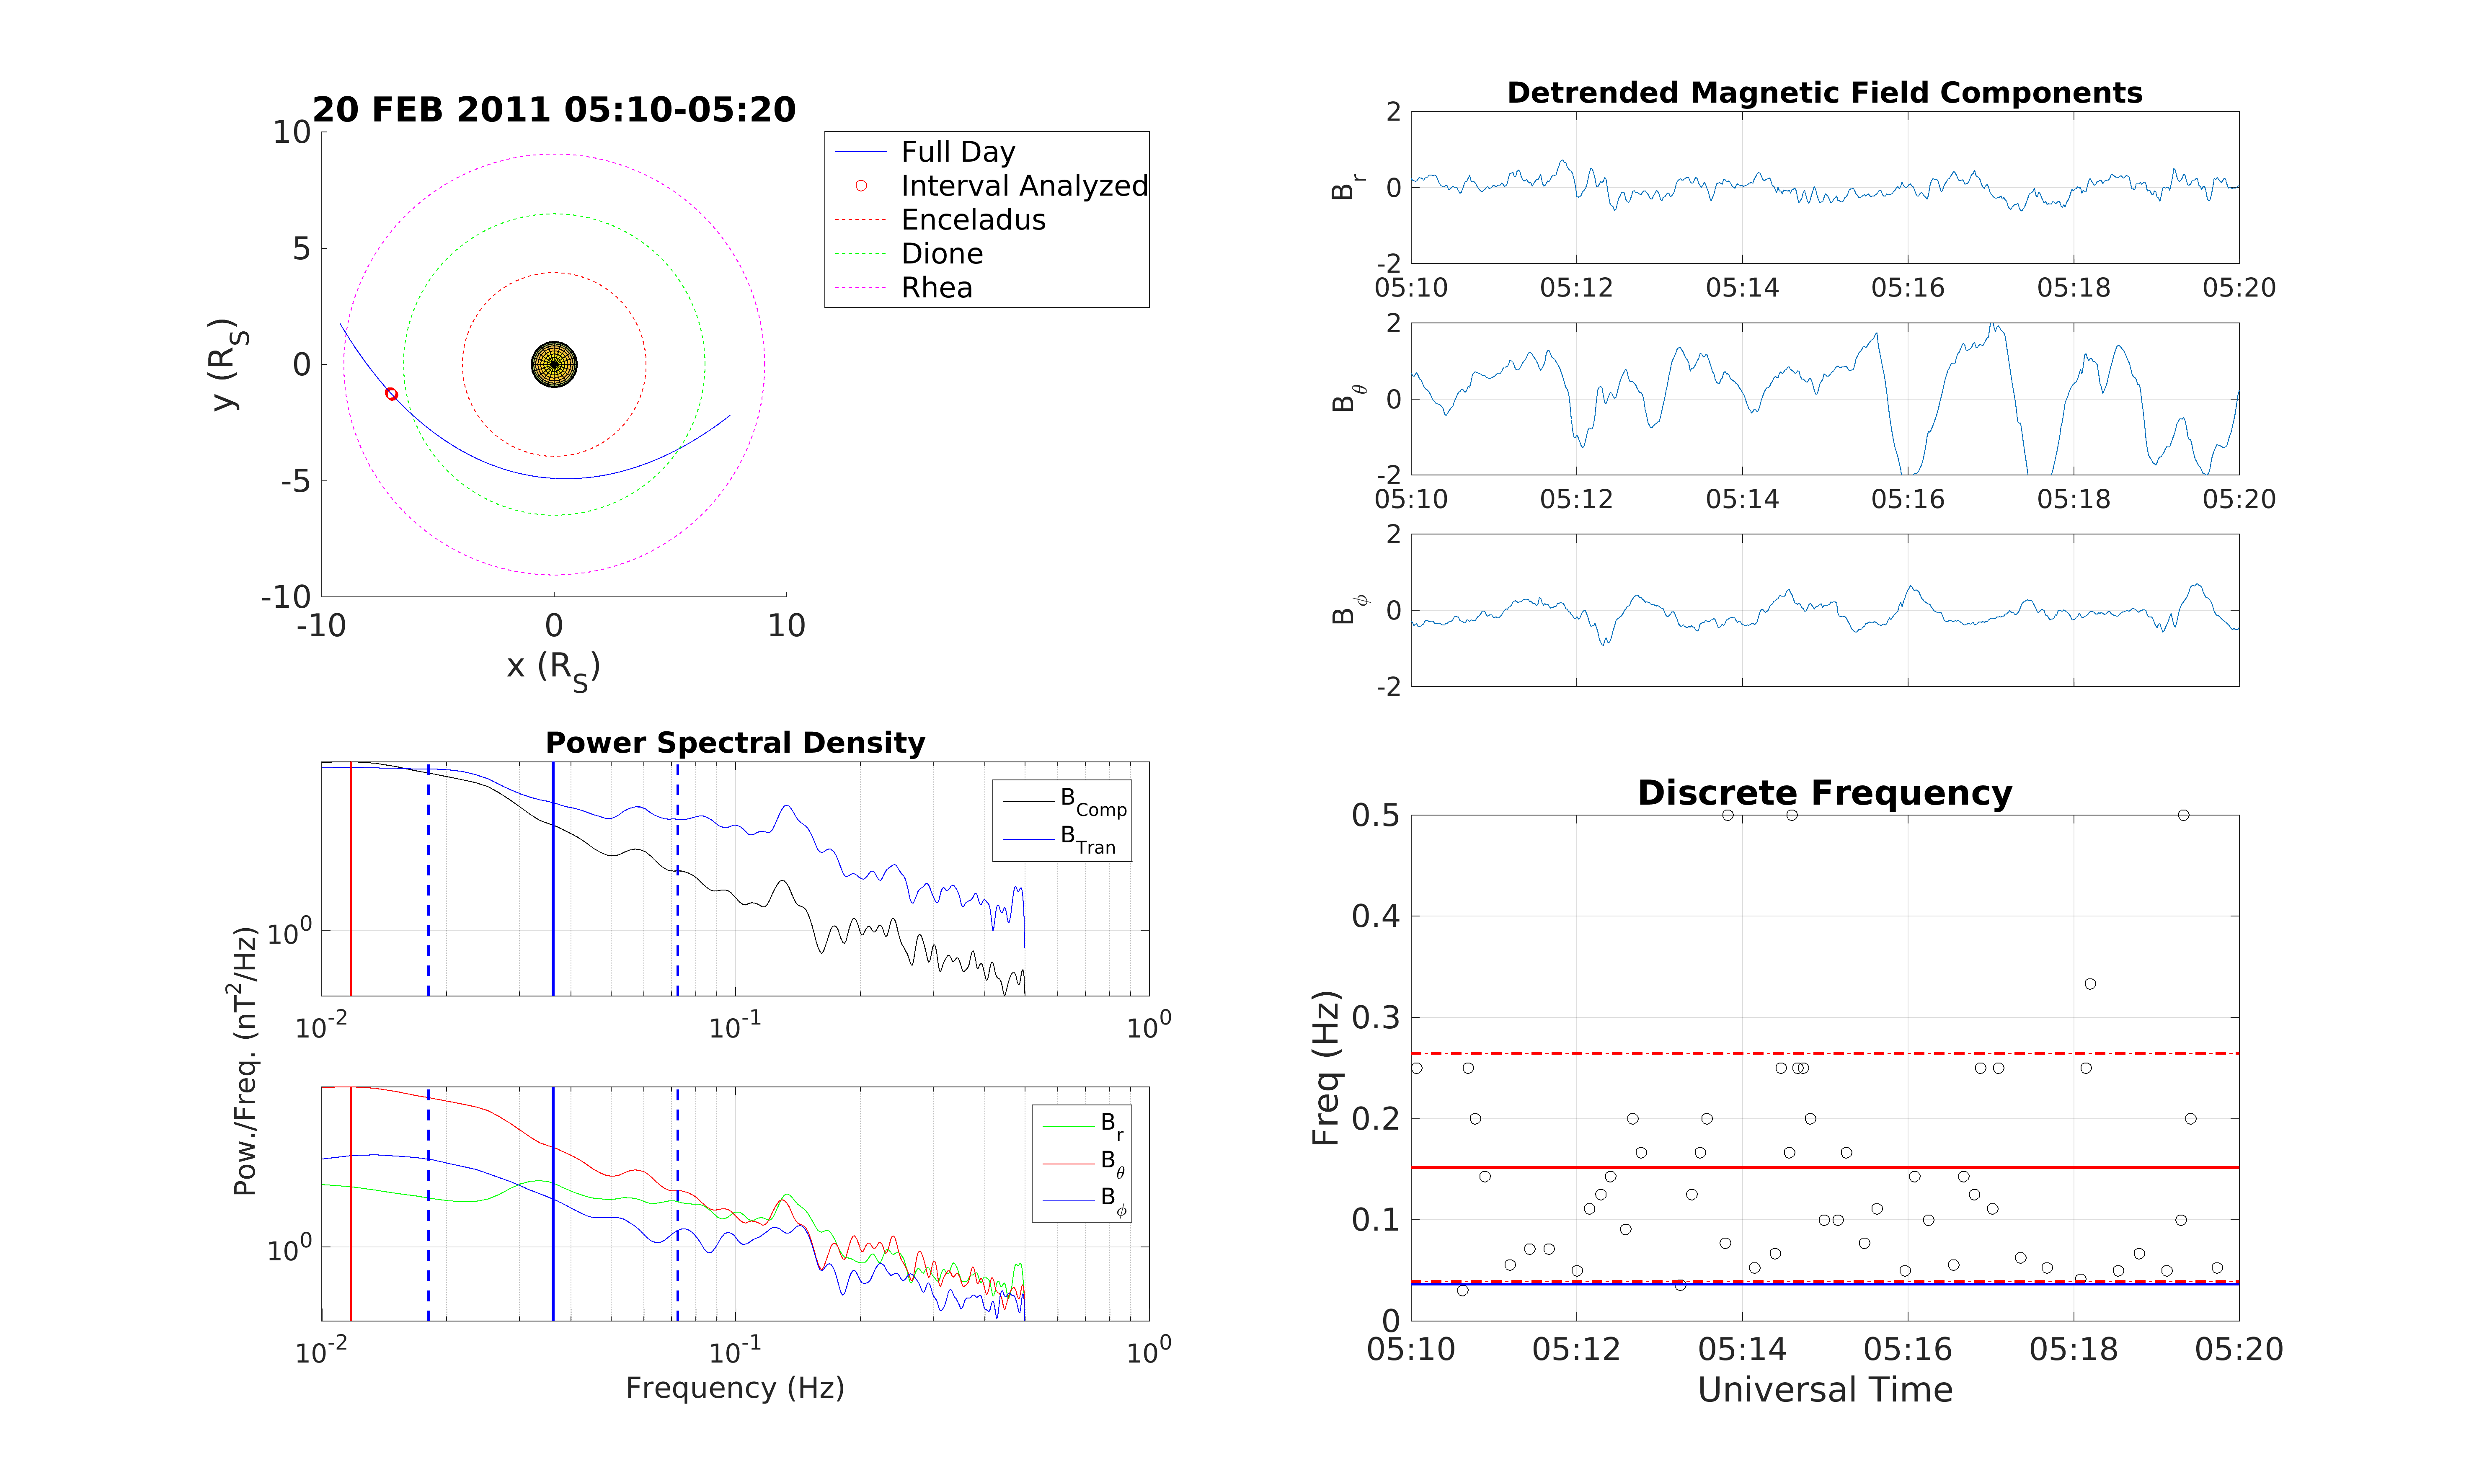 20 FEB 2011 05:10-05:20
10
5
0
-5
-10
-10 0 10
x (R_S)
y (R_S)
Full Day
Interval Analyzed
Enceladus
Dione
Rhea
Detrended Magnetic Field Components
B_r
2
0
-2
05:10 05:12 05:14 05:16 05:18 05:20
B_θ
2
0
-2
05:10 05:12 05:14 05:16 05:18 05:20
B_ϕ
2
0
-2
Power Spectral Density
B_Comp
B_Tran
10^0
10^-2 10^-1 10^0
Pow./Freq. (nT^2/Hz)
B_r
B_θ
B_ϕ
10^0
10^-2 10^-1 10^0
Frequency (Hz)
Discrete Frequency
0.5
0.4
0.3
0.2
0.1
0
Freq (Hz)
05:10 05:12 05:14 05:16 05:18 05:20
Universal Time